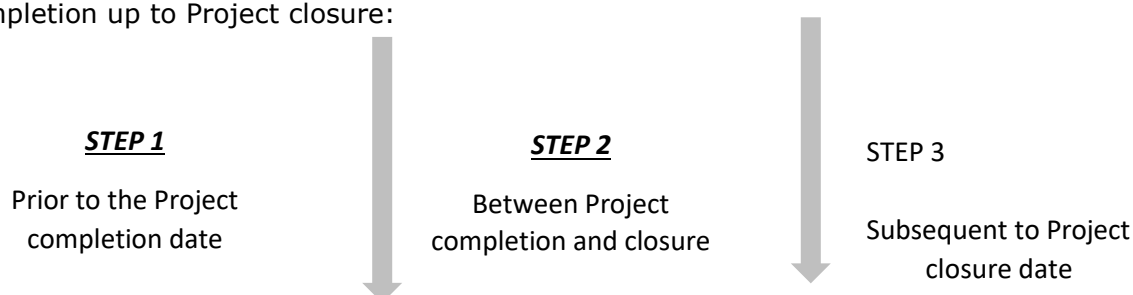 mpletion up to Project closure:
STEP 1
Prior to the Project
completion date
STEP 2
Between Project
completion and closure
STEP 3
Subsequent to Project
closure date